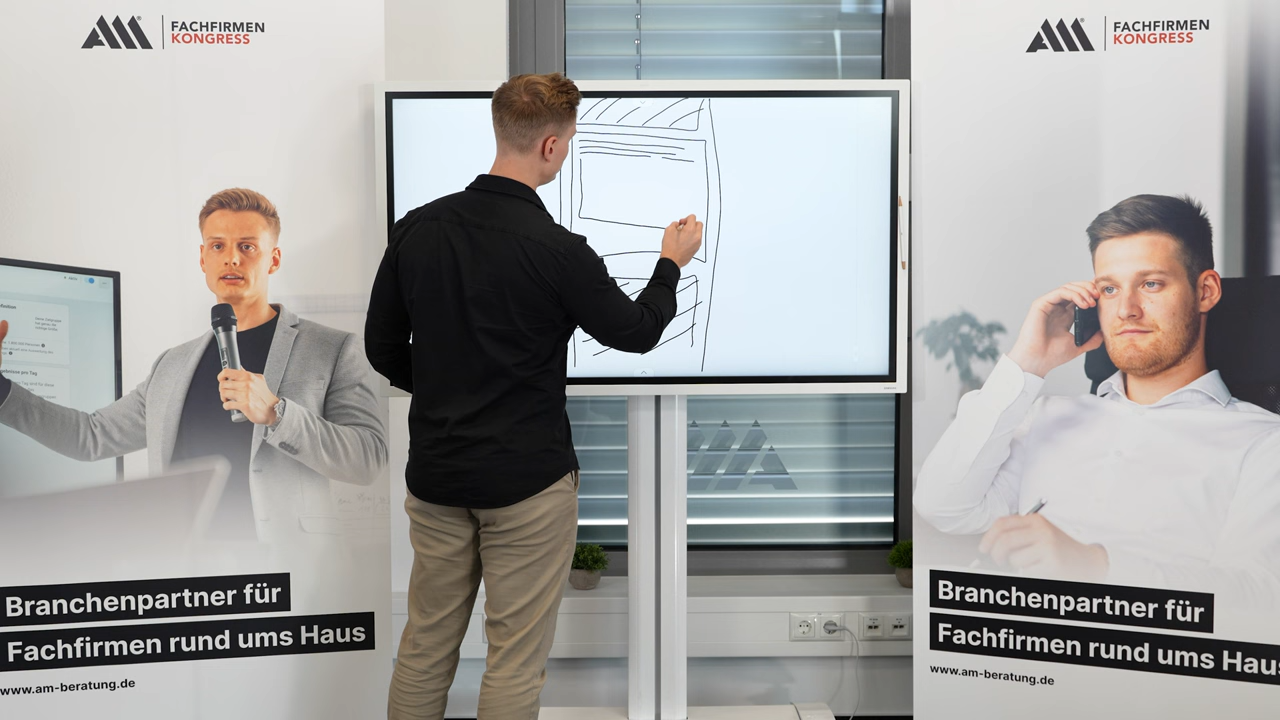 FACHFIRMEN
KONGRESS
Branchenpartner für
Fachfirmen rund ums Haus
www.am-beratung.de
FACHFIRMEN
KONGRESS
Branchenpartner für
Fachfirmen rund ums Haus
www.am-beratung.de